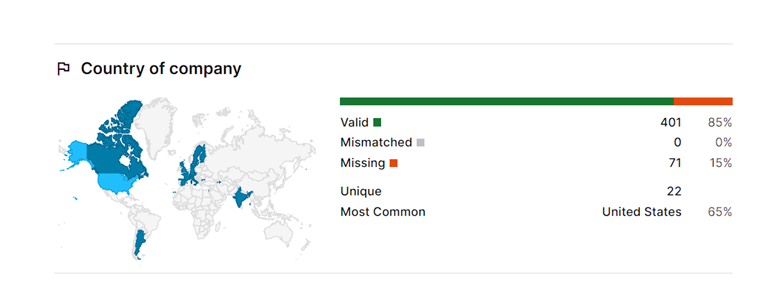 Country of company
Valid 401 85%
Mismatched 0 0%
Missing 71 15%
Unique 22
Most Common United States 65%